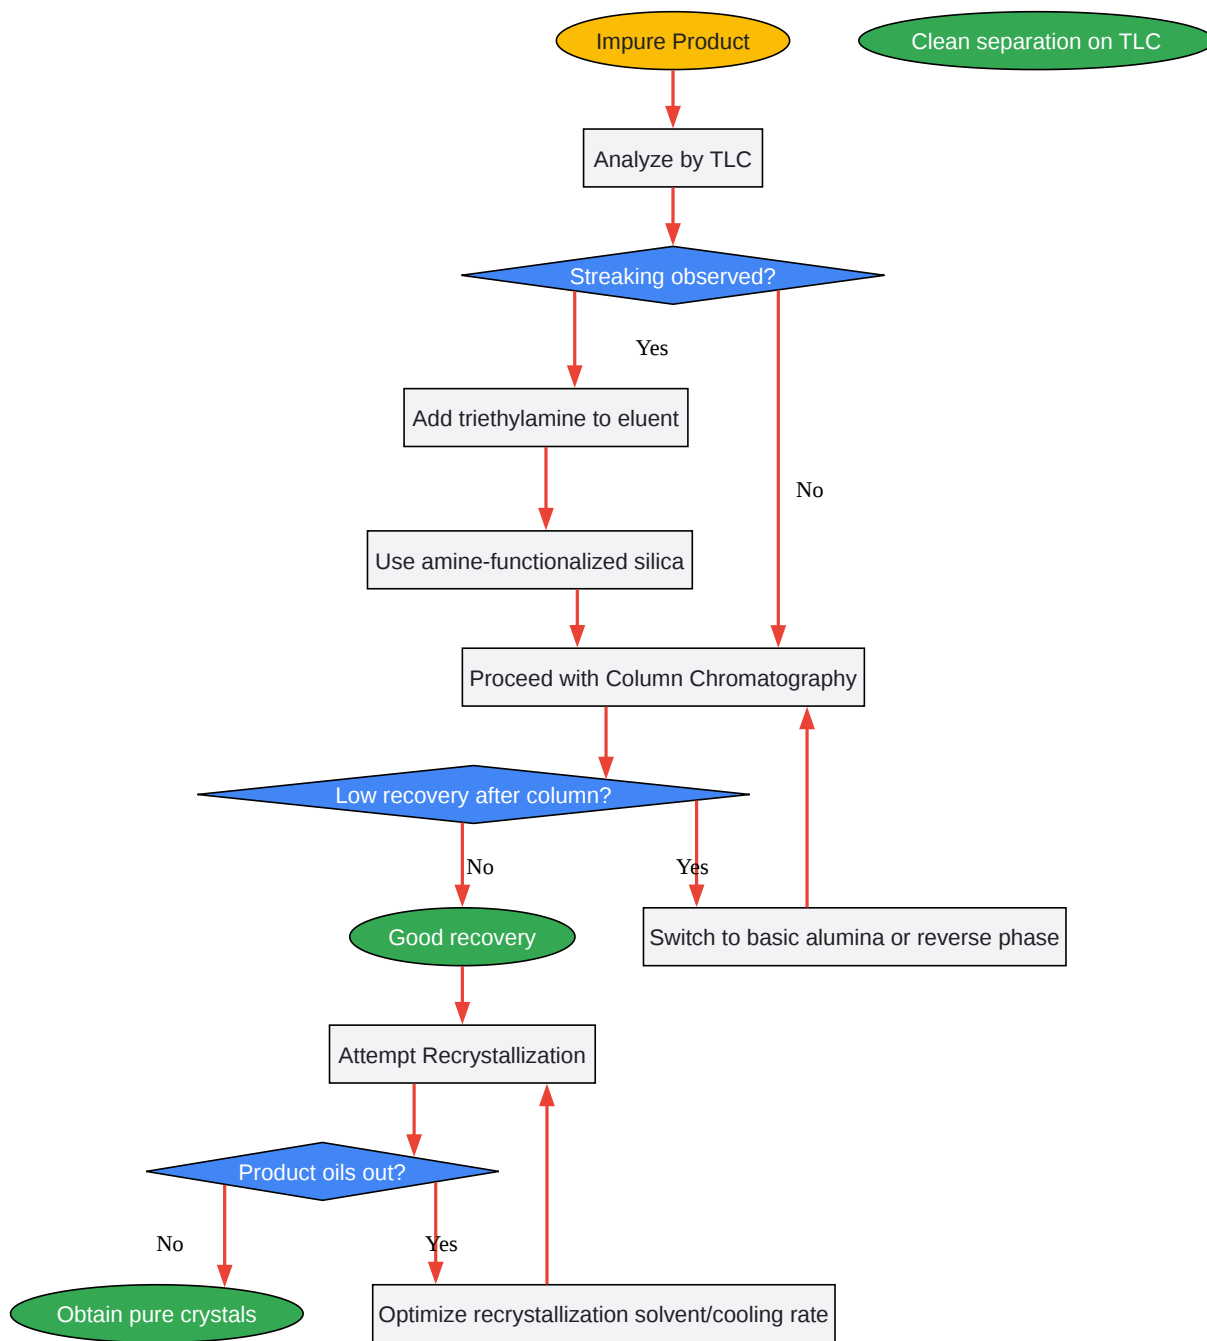 Impure Product
Clean separation on TLC
Analyze by TLC
Streaking observed?
Yes
Add triethylamine to eluent
No
Use amine-functionalized silica
Proceed with Column Chromatography
Low recovery after column?
No
Yes
Good recovery
Switch to basic alumina or reverse phase
Attempt Recrystallization
Product oils out?
No
Yes
Obtain pure crystals
Optimize recrystallization solvent/cooling rate